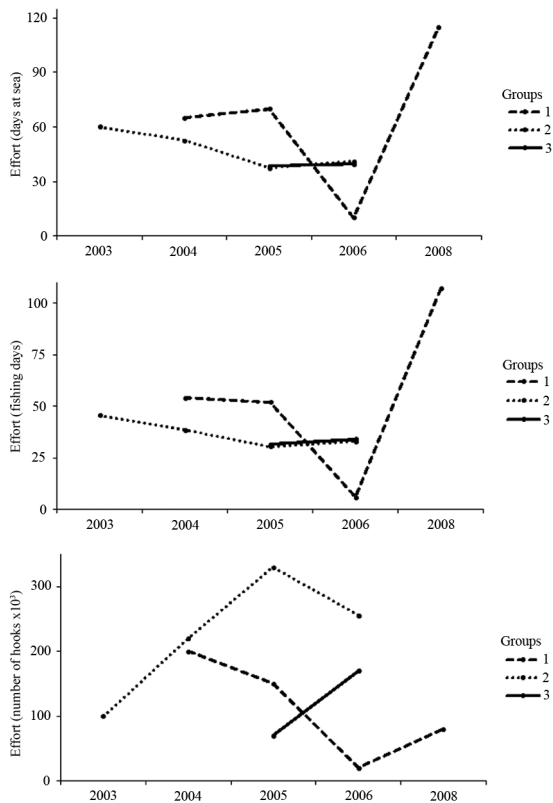 120
90
60
30
0
Effort (days at sea)
2003 2004 2005 2006 2008
Groups
1
2
3
100
75
50
25
0
Effort (fishing days)
2003 2004 2005 2006 2008
Groups
1
2
3
300
200
100
0
Effort (number of hooks x10³)
2003 2004 2005 2006 2008
Groups
1
2
3